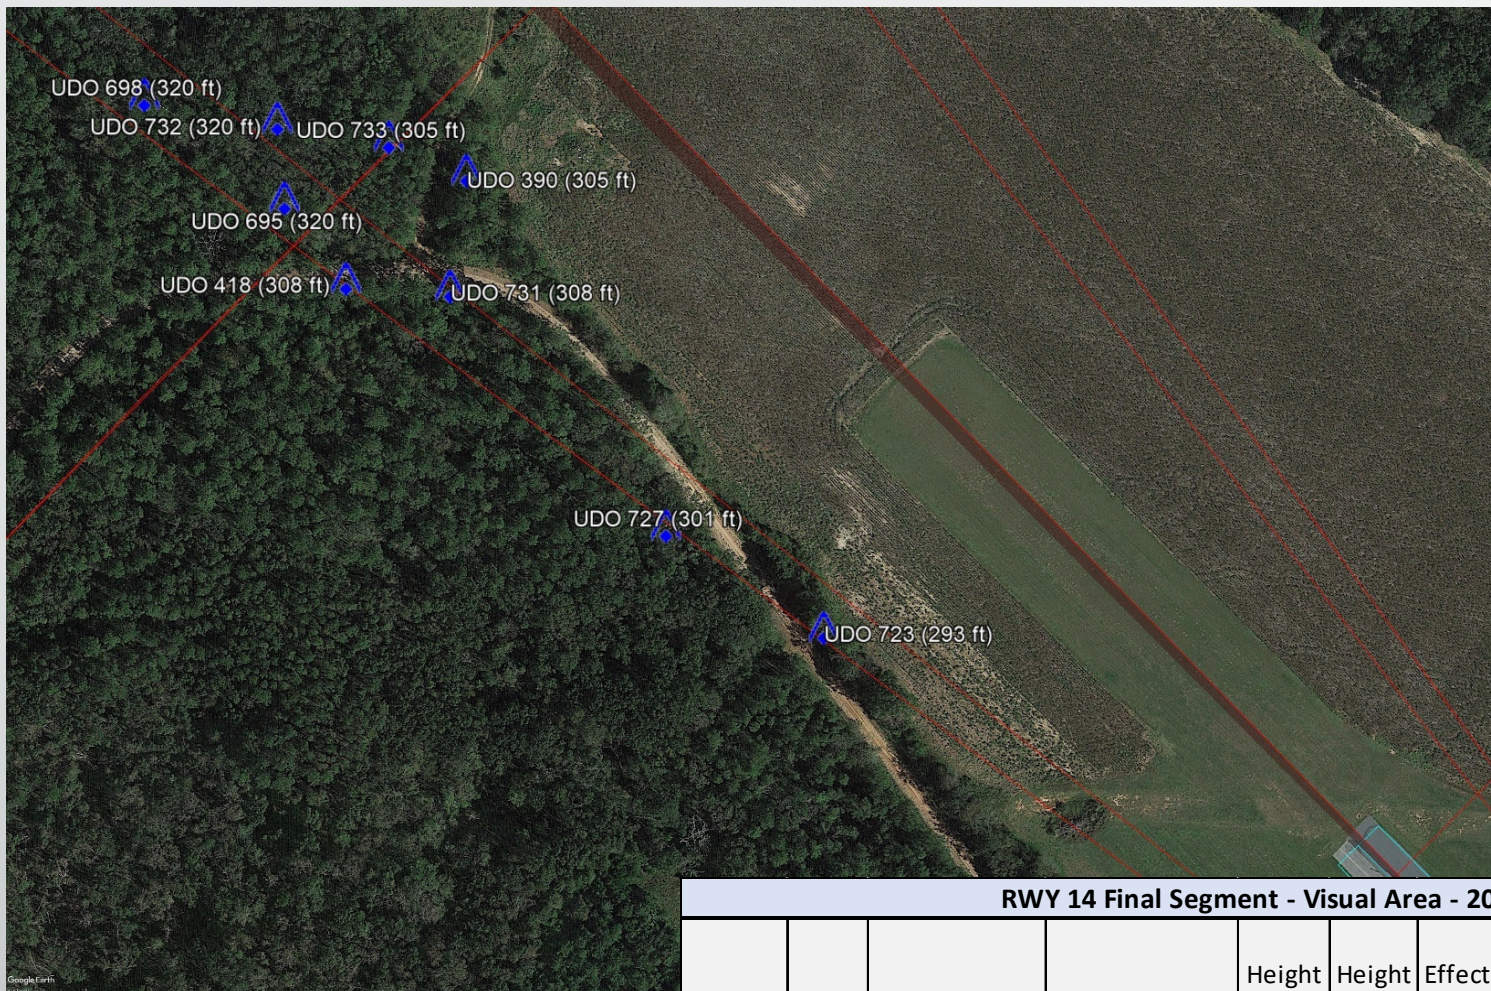 UDO 698 (320 ft)
UDO 732 (320 ft)
UDO 733 (305 ft)
UDO 390 (305 ft)
UDO 695 (320 ft)
UDO 418 (308 ft)
UDO 731 (308 ft)
UDO 727 (301 ft)
UDO 723 (293 ft)
RWY 14 Final Segment - Visual Area - 20
Height Height Effect
Google Earth